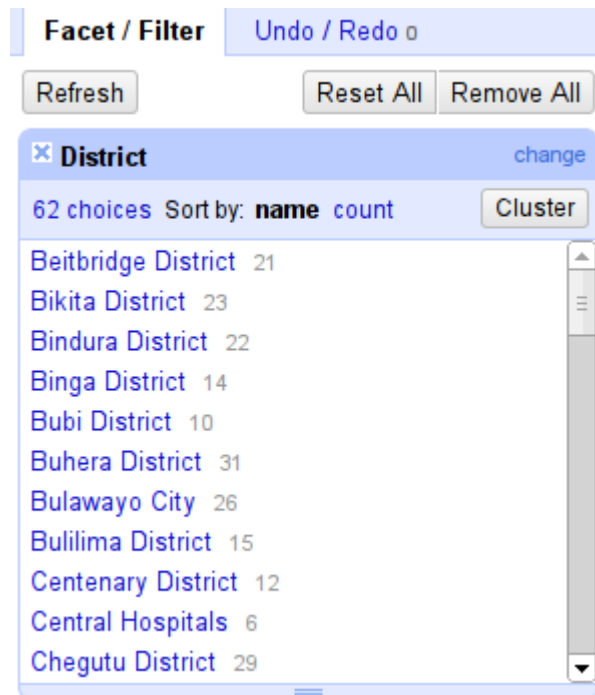 Facet / Filter Undo / Redo 0
Refresh Reset All Remove All
District change
62 choices Sort by: name count Cluster
Beitbridge District 21
Bikita District 23
Bindura District 22
Binga District 14
Bubi District 10
Buhera District 31
Bulawayo City 26
Bulilima District 15
Centenary District 12
Central Hospitals 6
Chegutu District 29